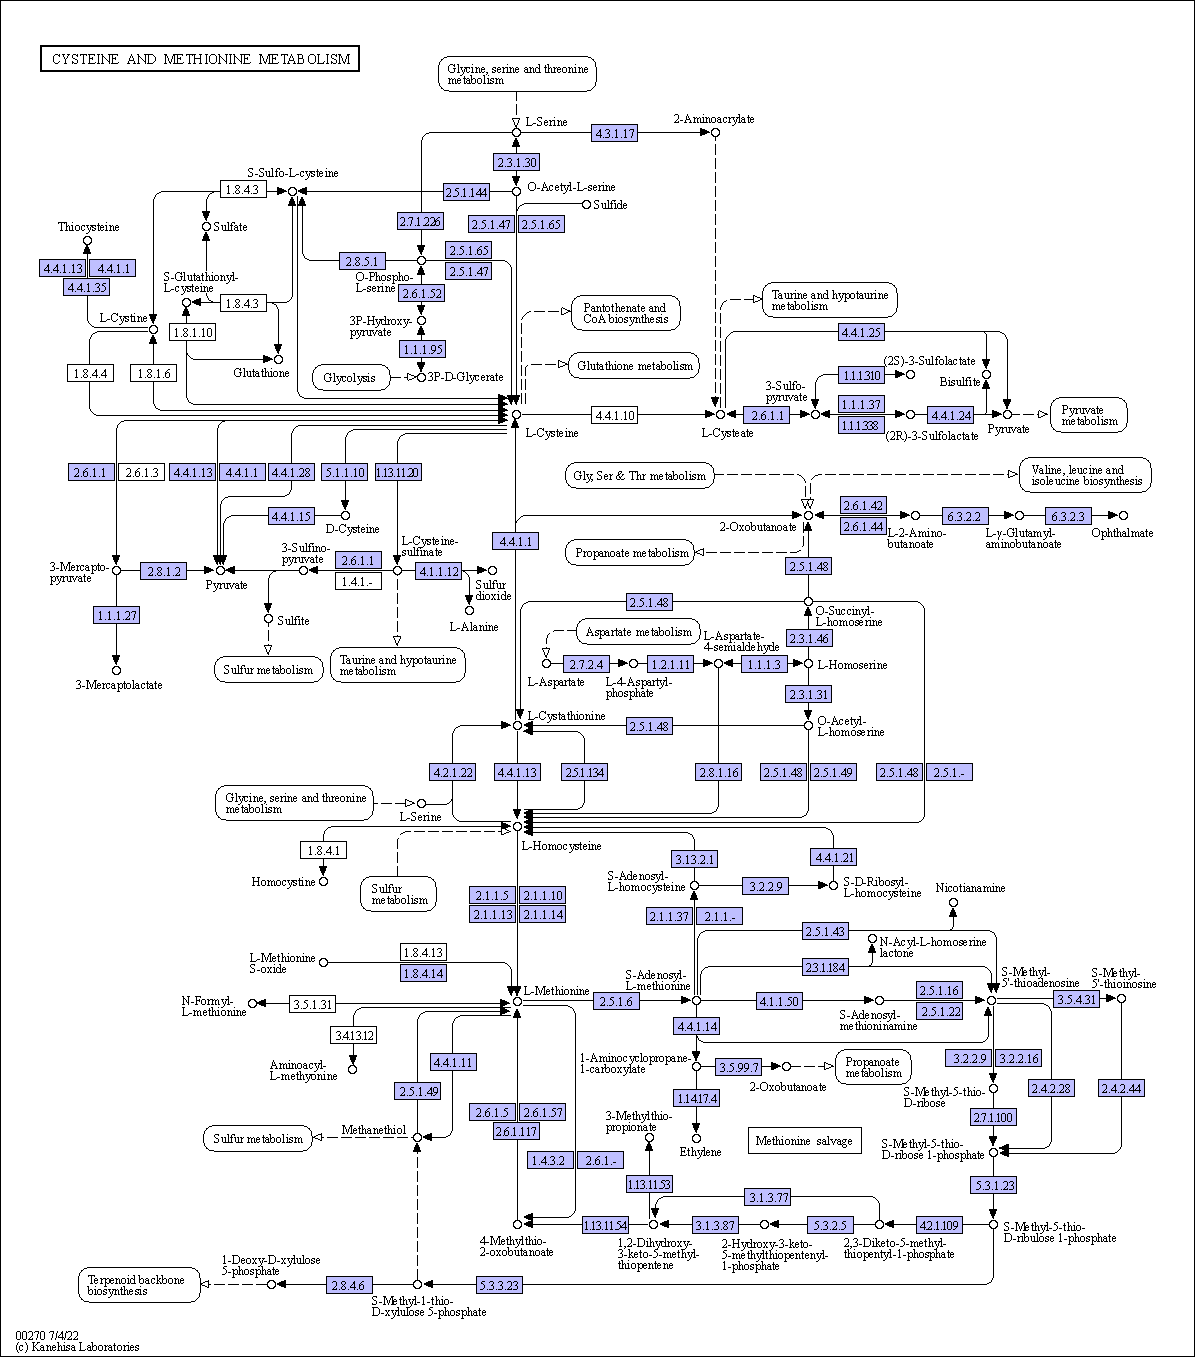 CYSTEINE AND METHIONINE METABOLISM
Glycine, serine and threonine
metabolism
L-Serine
4.3.1.17
2-Aminoacrylate
2.3.1.30
S-Sulfo-L-cysteine
1.8.4.3
2.5.1.144
O-Acetyl-L-serine
Sulfide
Thiocysteine
Sulfate
2.7.1.226
2.5.1.47
2.5.1.65
4.4.1.13
4.4.1.1
4.4.1.35
2.8.5.1
2.5.1.65
2.5.1.47
S-Glutathionyl-
L-cysteine
O-Phospho-
L-serine
2.6.1.52
1.8.4.3
L-Cystine
1.8.1.10
3P-Hydroxy-
pyruvate
1.1.1.95
Pantothenate and
CoA biosynthesis
Taurine and hypotaurine
metabolism
4.4.1.25
1.8.4.4
1.8.1.6
Glutathione
Glycolysis
3P-D-Glycerate
Glutathione metabolism
(2S)-3-Sulfolactate
1.1.1.310
Bisulfite
3-Sulfo-
pyruvate
L-Cysteine
4.4.1.10
L-Cysteate
2.6.1.1
1.1.1.37
1.1.1.338
(2R)-3-Sulfolactate
4.4.1.24
Pyruvate
Pyruvate
metabolism
2.6.1.1
2.6.1.3
4.4.1.13
4.4.1.1
4.4.1.28
5.1.1.10
1.13.11.20
Gly, Ser & Thr metabolism
Valine, leucine and
isoleucine biosynthesis
4.4.1.15
D-Cysteine
2-Oxobutanoate
2.6.1.42
2.6.1.44
L-2-Amino-
butanoate
6.3.2.2
L-γ-Glutamyl-
aminobutanoate
6.3.2.3
Ophthalmate
4.4.1.1
Propanoate metabolism
3-Mercapto-
pyruvate
2.8.1.2
Pyruvate
3-Sulfino-
pyruvate
2.6.1.1
1.4.1.-
L-Cysteine-
sulfinate
4.1.1.12
Sulfur
dioxide
2.5.1.48
1.1.1.27
Sulfite
L-Alanine
2.5.1.48
O-Succinyl-
L-homoserine
Aspartate metabolism
L-Aspartate-
4-semialdehyde
2.3.1.46
3-Mercaptolactate
Sulfur metabolism
Taurine and hypotaurine
metabolism
L-Aspartate
2.7.2.4
L-4-Aspartyl-
phosphate
1.2.1.11
1.1.1.3
L-Homoserine
2.3.1.31
L-Cystathionine
2.5.1.48
O-Acetyl-
L-homoserine
4.2.1.22
4.4.1.13
2.5.1.134
2.8.1.16
2.5.1.48
2.5.1.49
2.5.1.48
2.5.1.-
Glycine, serine and threonine
metabolism
L-Serine
1.8.4.1
L-Homocysteine
Homocystine
Sulfur
metabolism
3.13.2.1
4.4.1.21
S-Adenosyl-
L-homocysteine
3.2.2.9
S-D-Ribosyl-
L-homocysteine
Nicotianamine
2.1.1.5
2.1.1.10
2.1.1.13
2.1.1.14
2.1.1.37
2.1.1.-
2.5.1.43
N-Acyl-L-homoserine
lactone
L-Methionine
S-oxide
1.8.4.13
1.8.4.14
2.3.1.184
N-Formyl-
L-methionine
3.5.1.31
L-Methionine
2.5.1.6
S-Adenosyl-
L-methionine
4.1.1.50
S-Adenosyl-
methioninamine
2.5.1.16
2.5.1.22
S-Methyl-
5'-thioadenosine
3.5.4.31
S-Methyl-
5'-thioinosine
3.4.13.12
4.4.1.14
Aminoacyl-
L-methyonine
4.4.1.11
2.5.1.49
1-Aminocyclopropane-
1-carboxylate
3.5.99.7
2-Oxobutanoate
Propanoate
metabolism
3.2.2.9
3.2.2.16
2.4.2.28
2.4.2.44
S-Methyl-5-thio-
D-ribose
1.14.17.4
2.6.1.5
2.6.1.57
2.6.1.117
3-Methylthio-
propionate
2.7.1.100
Sulfur metabolism
Methanethiol
Ethylene
Methionine salvage
S-Methyl-5-thio-
D-ribose 1-phosphate
1.4.3.2
2.6.1.-
1.13.11.53
5.3.1.23
3.1.3.77
4-Methylthio-
2-oxobutanoate
1.13.11.54
1,2-Dihydroxy-
3-keto-5-methyl-
thiopentene
3.1.3.87
2-Hydroxy-3-keto-
5-methylthiopentenyl-
1-phosphate
5.3.2.5
2,3-Diketo-5-methyl-
thiopentyl-1-phosphate
4.2.1.109
S-Methyl-5-thio-
D-ribulose 1-phosphate
Terpenoid backbone
biosynthesis
1-Deoxy-D-xylulose
5-phosphate
2.8.4.6
S-Methyl-1-thio-
D-xylulose 5-phosphate
5.3.3.23
00270 7/4/22
(c) Kanehisa Laboratories